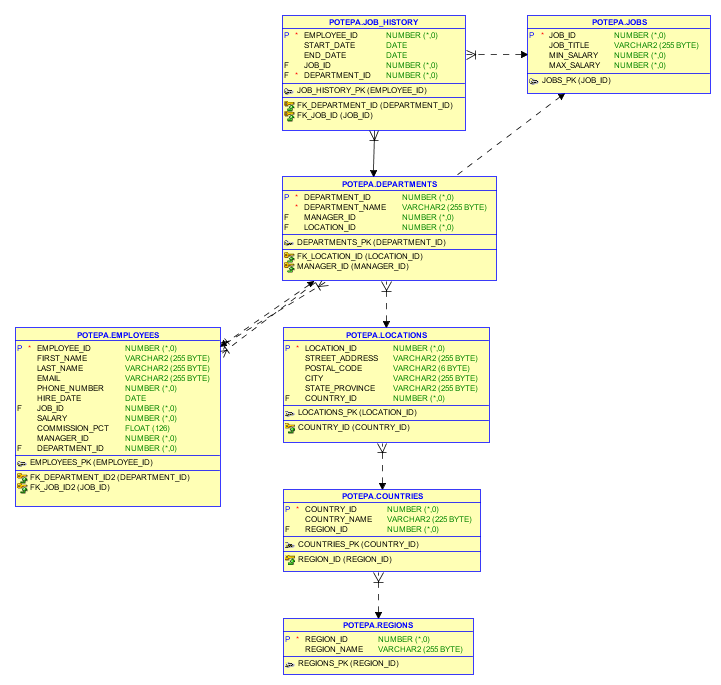 POTEPA.JOB_HISTORY
P * EMPLOYEE_ID NUMBER (*,0)
START_DATE DATE
END_DATE DATE
F JOB_ID NUMBER (*,0)
F * DEPARTMENT_ID NUMBER (*,0)
JOB_HISTORY_PK (EMPLOYEE_ID)
FK_DEPARTMENT_ID (DEPARTMENT_ID)
FK_JOB_ID (JOB_ID)
POTEPA.JOBS
P * JOB_ID NUMBER (*,0)
JOB_TITLE VARCHAR2 (255 BYTE)
MIN_SALARY NUMBER (*,0)
MAX_SALARY NUMBER (*,0)
JOBS_PK (JOB_ID)
POTEPA.DEPARTMENTS
P * DEPARTMENT_ID NUMBER (*,0)
* DEPARTMENT_NAME VARCHAR2 (255 BYTE)
F MANAGER_ID NUMBER (*,0)
F LOCATION_ID NUMBER (*,0)
DEPARTMENTS_PK (DEPARTMENT_ID)
FK_LOCATION_ID (LOCATION_ID)
MANAGER_ID (MANAGER_ID)
POTEPA.EMPLOYEES
P * EMPLOYEE_ID NUMBER (*,0)
FIRST_NAME VARCHAR2 (255 BYTE)
LAST_NAME VARCHAR2 (255 BYTE)
EMAIL VARCHAR2 (255 BYTE)
PHONE_NUMBER NUMBER (*,0)
HIRE_DATE DATE
F JOB_ID NUMBER (*,0)
SALARY NUMBER (*,0)
COMMISSION_PCT FLOAT (126)
MANAGER_ID NUMBER (*,0)
F DEPARTMENT_ID NUMBER (*,0)
EMPLOYEES_PK (EMPLOYEE_ID)
FK_DEPARTMENT_ID2 (DEPARTMENT_ID)
FK_JOB_ID2 (JOB_ID)
POTEPA.LOCATIONS
P * LOCATION_ID NUMBER (*,0)
STREET_ADDRESS VARCHAR2 (255 BYTE)
POSTAL_CODE VARCHAR2 (6 BYTE)
CITY VARCHAR2 (255 BYTE)
STATE_PROVINCE VARCHAR2 (255 BYTE)
F COUNTRY_ID NUMBER (*,0)
LOCATIONS_PK (LOCATION_ID)
COUNTRY_ID (COUNTRY_ID)
POTEPA.COUNTRIES
P * COUNTRY_ID NUMBER (*,0)
COUNTRY_NAME VARCHAR2 (225 BYTE)
F REGION_ID NUMBER (*,0)
COUNTRIES_PK (COUNTRY_ID)
REGION_ID (REGION_ID)
POTEPA.REGIONS
P * REGION_ID NUMBER (*,0)
REGION_NAME VARCHAR2 (255 BYTE)
REGIONS_PK (REGION_ID)